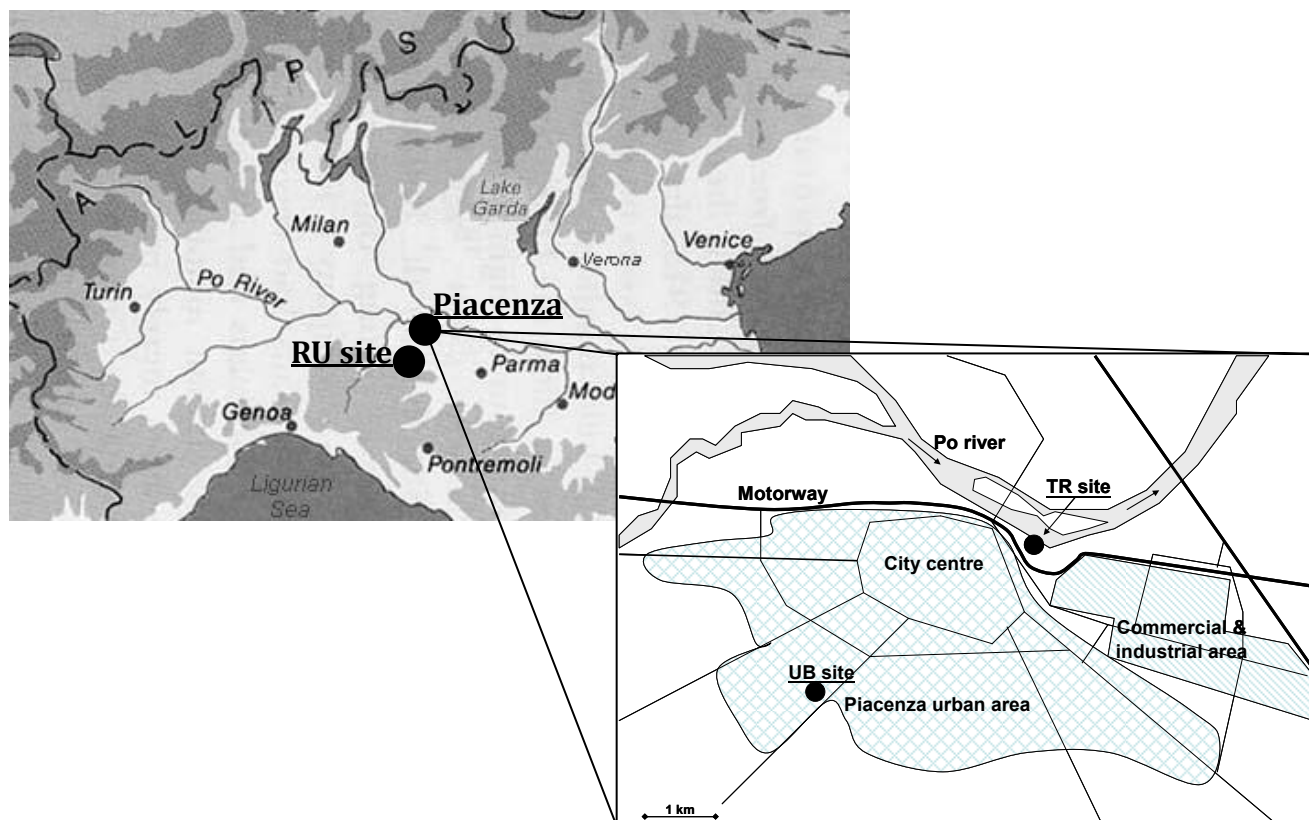 S
P
L
A
Lake
Garda
Milan
Venice
Verona
Turin
Po River
Piacenza
RU site
Parma
Mod
Genoa
Pontremoli
Ligurian
Sea
Po river
TR site
Motorway
City centre
Commercial &
industrial area
UB site
Piacenza urban area
1 km